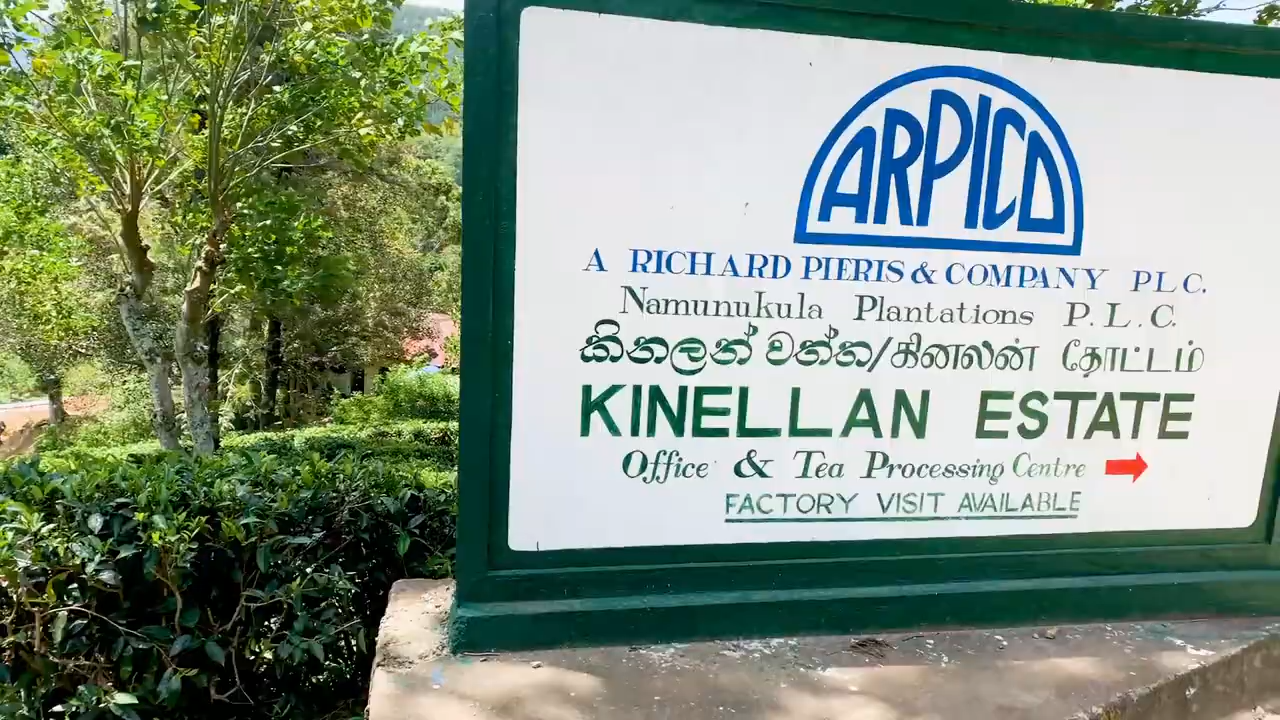 ARPICO
A RICHARD PIERIS & COMPANY PLC.
Namunukula Plantations P.L.C.
කිනලන් වත්ත/கினலன் தோட்டம்
KINELLAN ESTATE
Office & Tea Processing Centre
FACTORY VISIT AVAILABLE